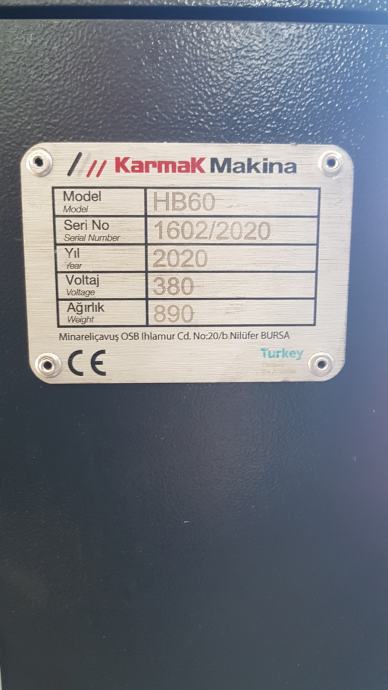 KarmaK Makina
Model HB60
Model
Seri No 1602/2020
Serial Number
Yıl 2020
Year
Voltaj 380
Voltage
Ağırlık 890
Weight
Minareliçavuş OSB Ihlamur Cd. No:20/b Nilüfer BURSA
CE
Turkey